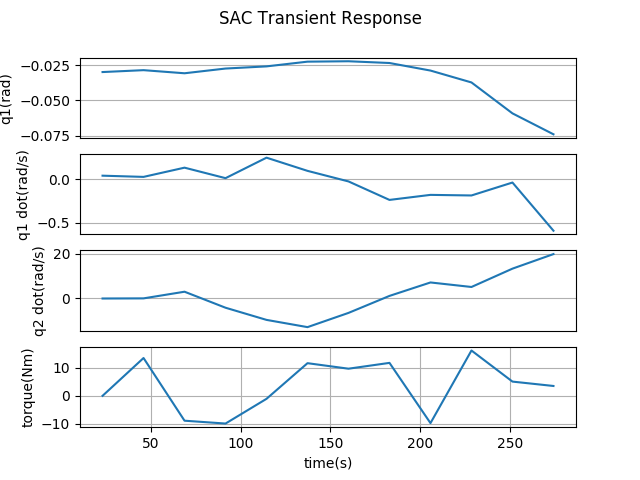 SAC Transient Response
−0.025
−0.050
−0.075
q1(rad)
0.0
−0.5
q1 dot(rad/s)
20
0
q2 dot(rad/s)
10
0
−10
torque(Nm)
50 100 150 200 250
time(s)